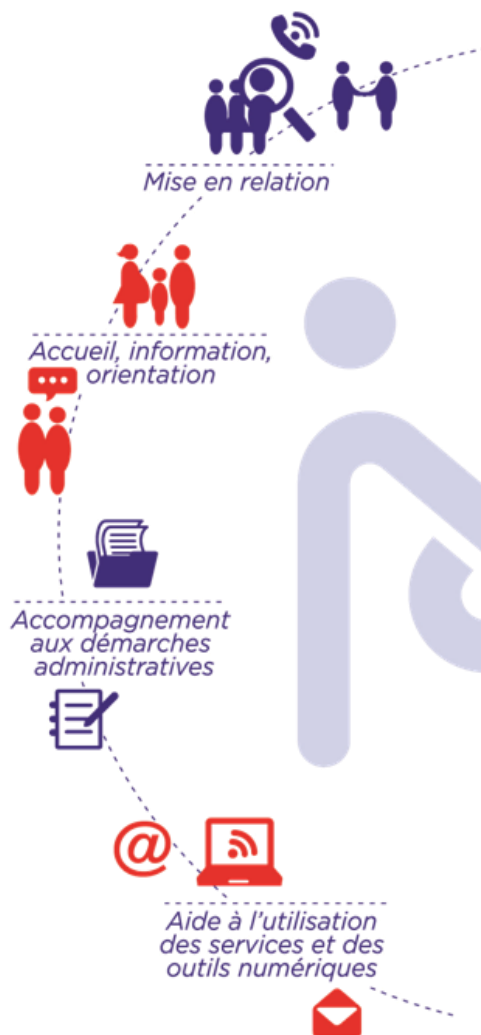 Mise en relation
Accueil, information,
orientation
Accompagnement
aux démarches
administratives
@
Aide à l'utilisation
des services et des
outils numériques